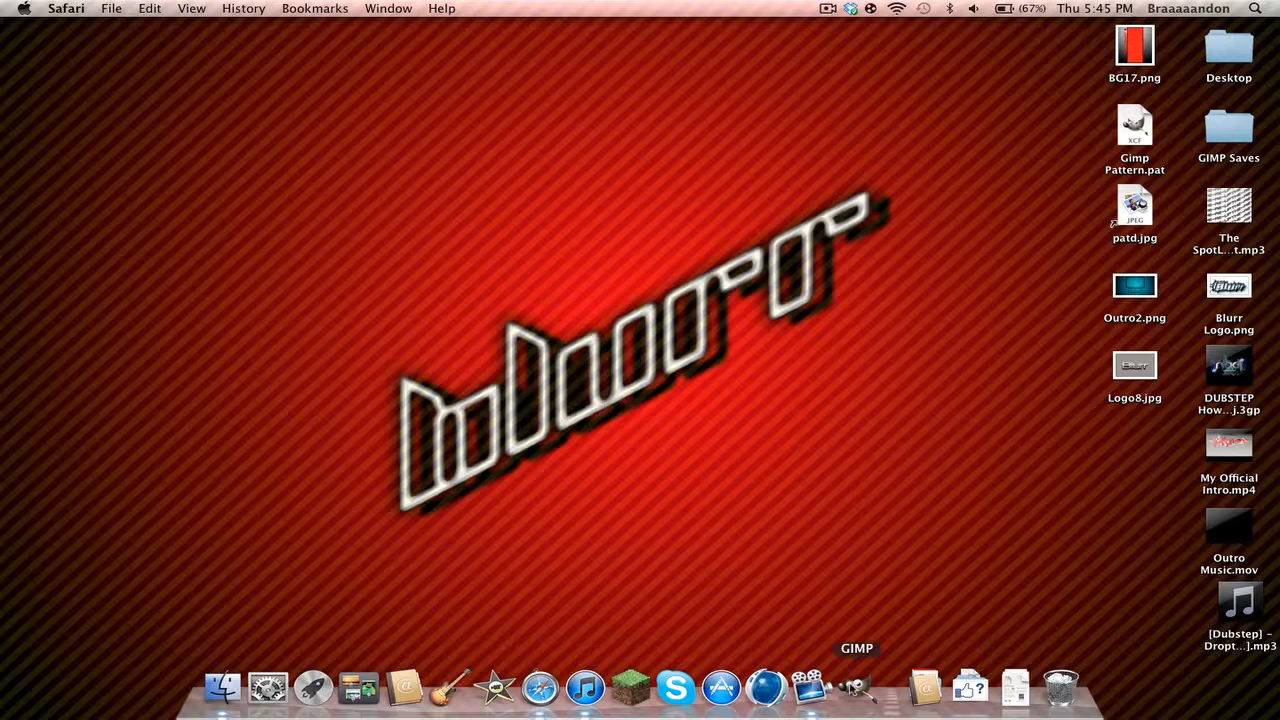 Safari File Edit View History Bookmarks Window Help (67%) Thu 5:45 PM Braaaaandon
BG17.png
Desktop
Gimp
Pattern.pat
GIMP Saves
patd.jpg
The
SpotL...t.mp3
Outro2.png
Blurr
Logo.png
Logo8.jpg
DUBSTEP
How...j.3gp
My Official
Intro.mp4
Outro
Music.mov
[Dubstep] -
Dropt...].mp3
GIMP